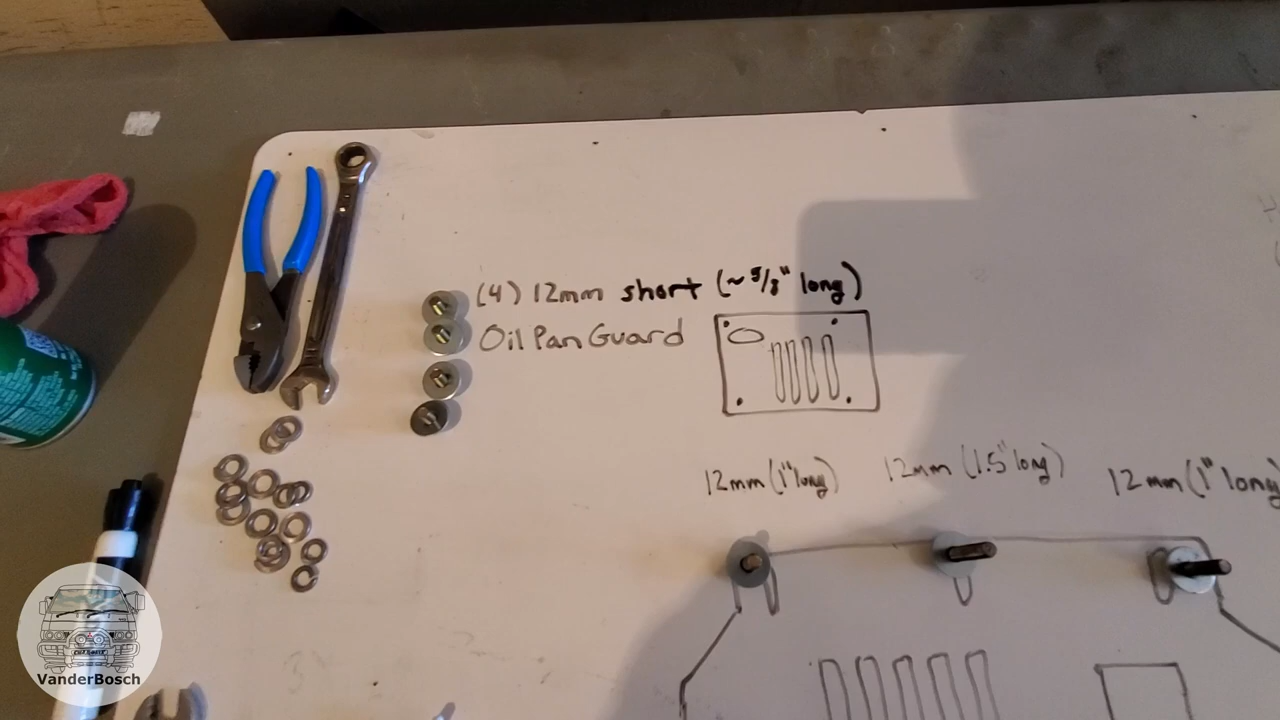 (4) 12mm short (~5/8" long)
Oil Pan Guard
12mm (1" long)
12mm (1.5" long)
12mm (1" long)
VanderBosch